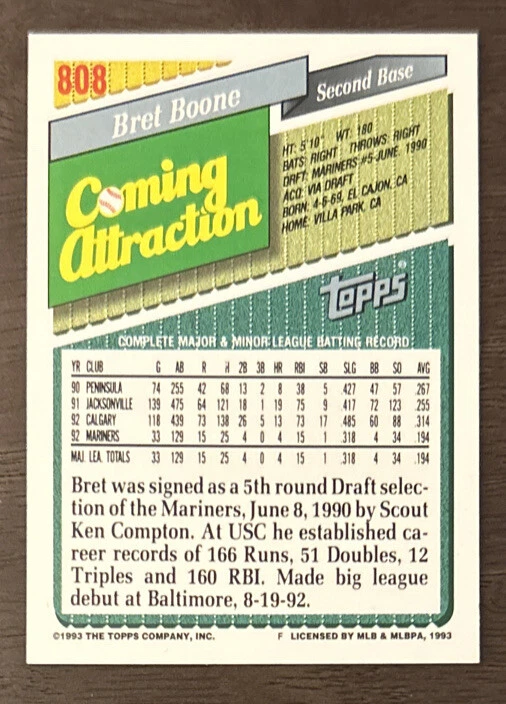 808
Bret Boone
Second Base
Coming
Attraction
HT: 5'10" WT: 180
BATS: RIGHT THROWS: RIGHT
DRAFT: MARINERS #5-JUNE, 1990
ACQ: VIA DRAFT
BORN: 4-6-69, EL CAJON, CA
HOME: VILLA PARK, CA
TOPPS®
COMPLETE MAJOR & MINOR LEAGUE BATTING RECORD
YR CLUB G AB R H 2B 3B HR RBI SB SLG BB SO AVG
90 PENINSULA 74 255 42 68 13 2 8 38 5 .427 47 57 .267
91 JACKSONVILLE 139 475 64 121 18 1 19 75 9 .417 72 123 .255
92 CALGARY 118 439 73 138 26 5 13 73 17 .485 60 88 .314
92 MARINERS 33 129 15 25 4 0 4 15 1 .318 4 34 .194
MAJ. LEA. TOTALS 33 129 15 25 4 0 4 15 1 .318 4 34 .194
Bret was signed as a 5th round Draft selec-
tion of the Mariners, June 8, 1990 by Scout
Ken Compton. At USC he established ca-
reer records of 166 Runs, 51 Doubles, 12
Triples and 160 RBI. Made big league
debut at Baltimore, 8-19-92.
©1993 THE TOPPS COMPANY, INC. F LICENSED BY MLB & MLBPA, 1993